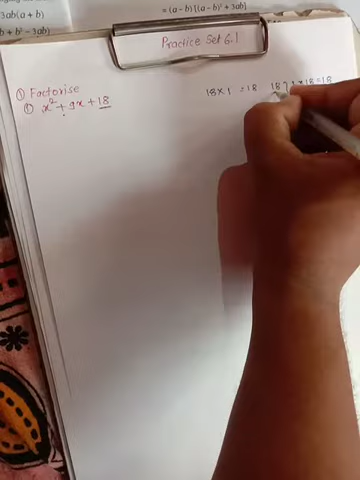 3ab(a + b)
+ b³ − 3ab)
= (a − b) [(a − b)² + 3ab]
Practice Set 6.1
① Factorise
① x² + 9x + 18
18 × 1 = 18